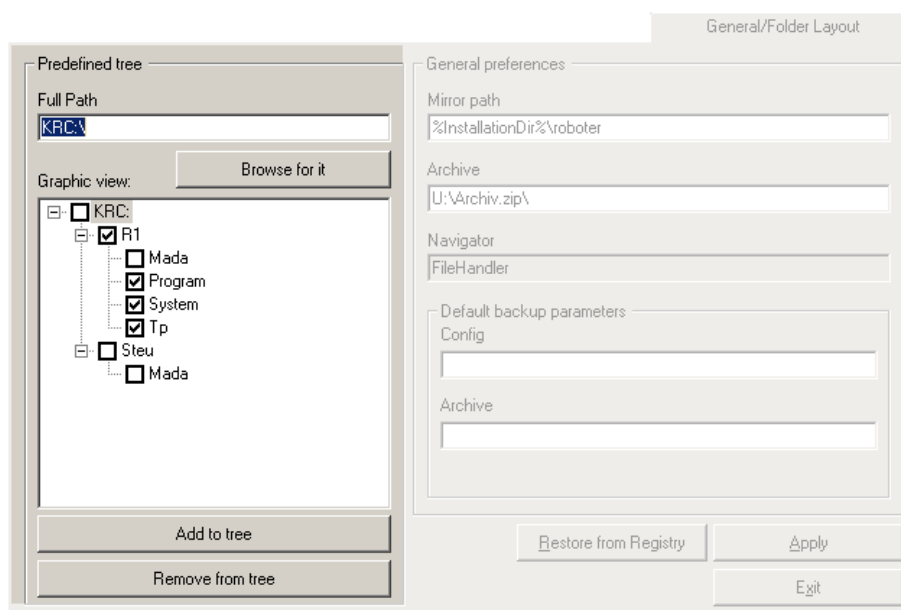 General/Folder Layout
Predefined tree
Full Path
KRC:\
Browse for it
Graphic view:
KRC:
R1
Mada
Program
System
Tp
Steu
Mada
Add to tree
Remove from tree
General preferences
Mirror path
%InstallationDir%\roboter
Archive
U:\Archiv.zip\
Navigator
FileHandler
Default backup parameters
Config
Archive
Restore from Registry
Apply
Exit